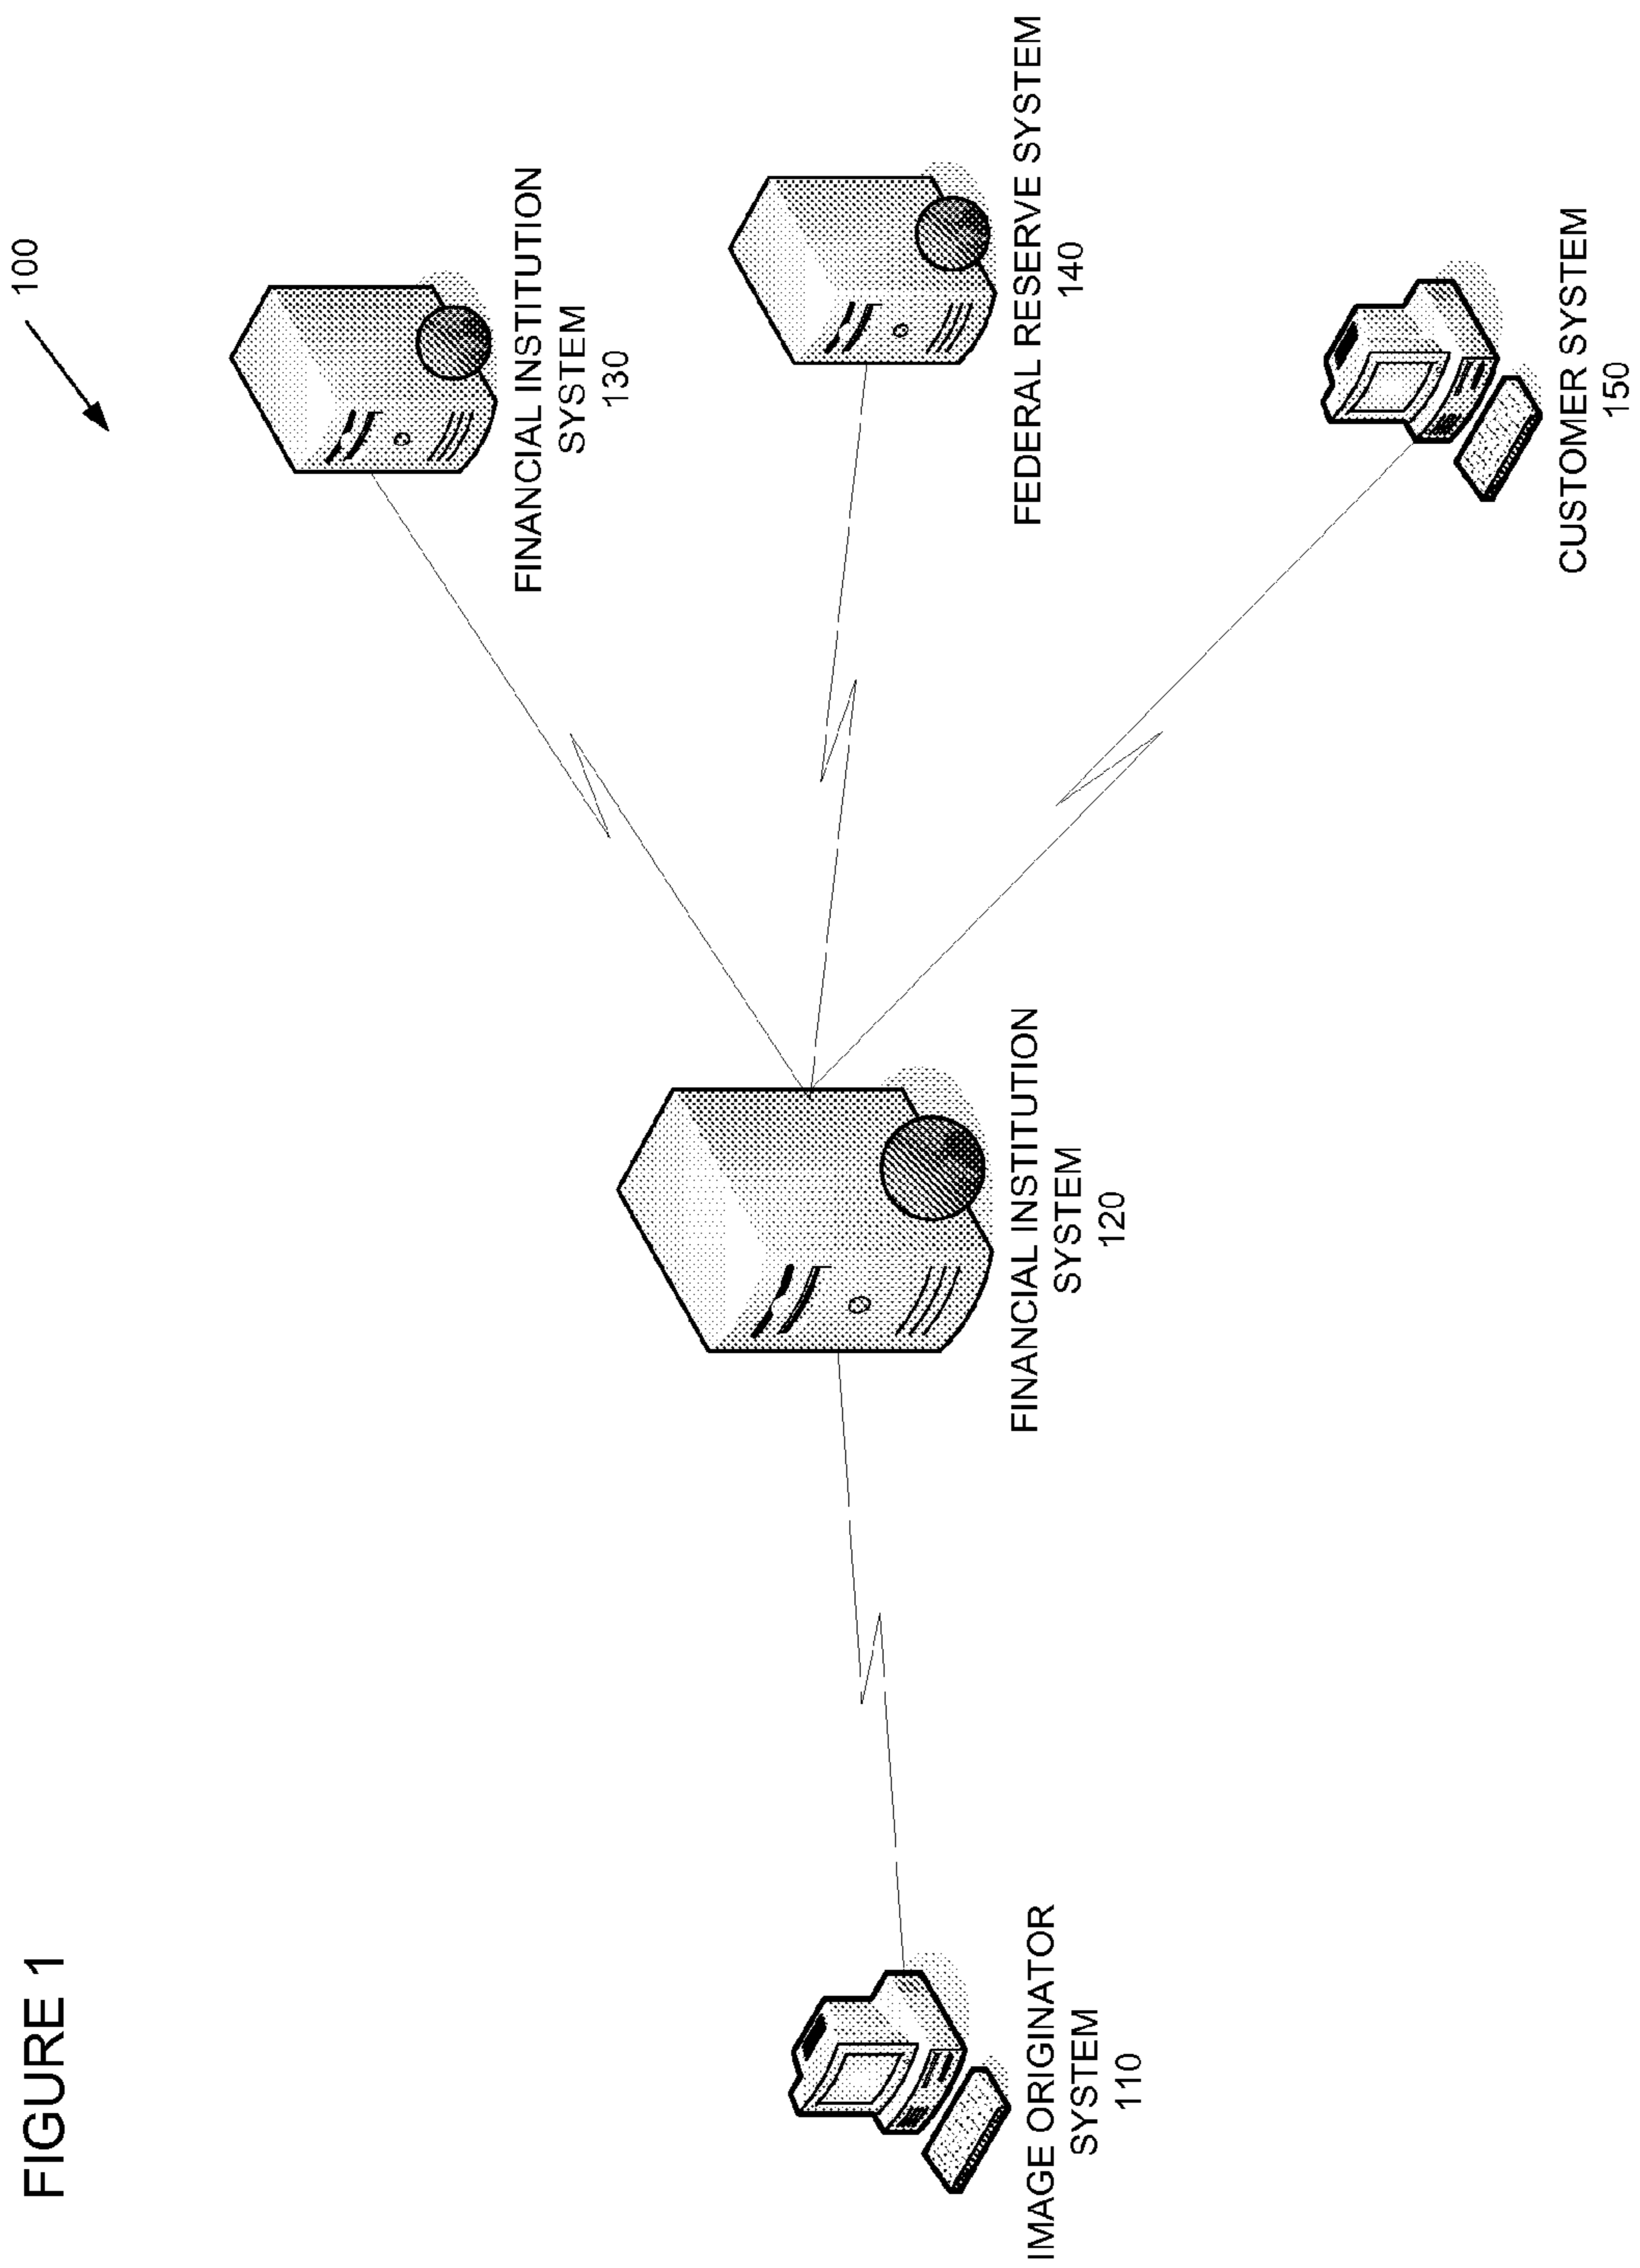 FIGURE 1
100
FINANCIAL INSTITUTION
SYSTEM
130
FEDERAL RESERVE SYSTEM
140
FINANCIAL INSTITUTION
SYSTEM
120
IMAGE ORIGINATOR
SYSTEM
110
CUSTOMER SYSTEM
150